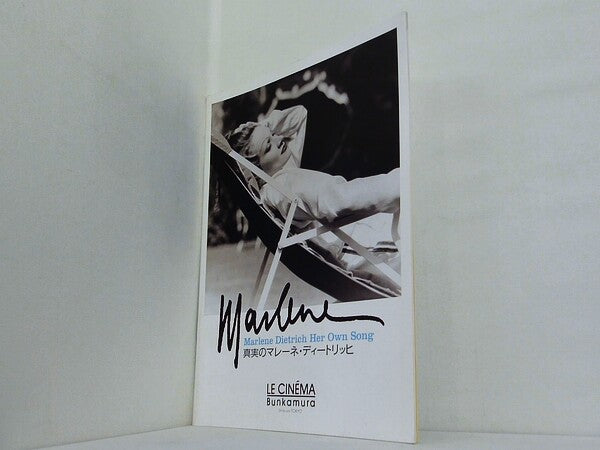 Marlene
Marlene Dietrich Her Own Song
真実のマレーネ・ディートリッヒ
LE CINÉMA
Bunkamura